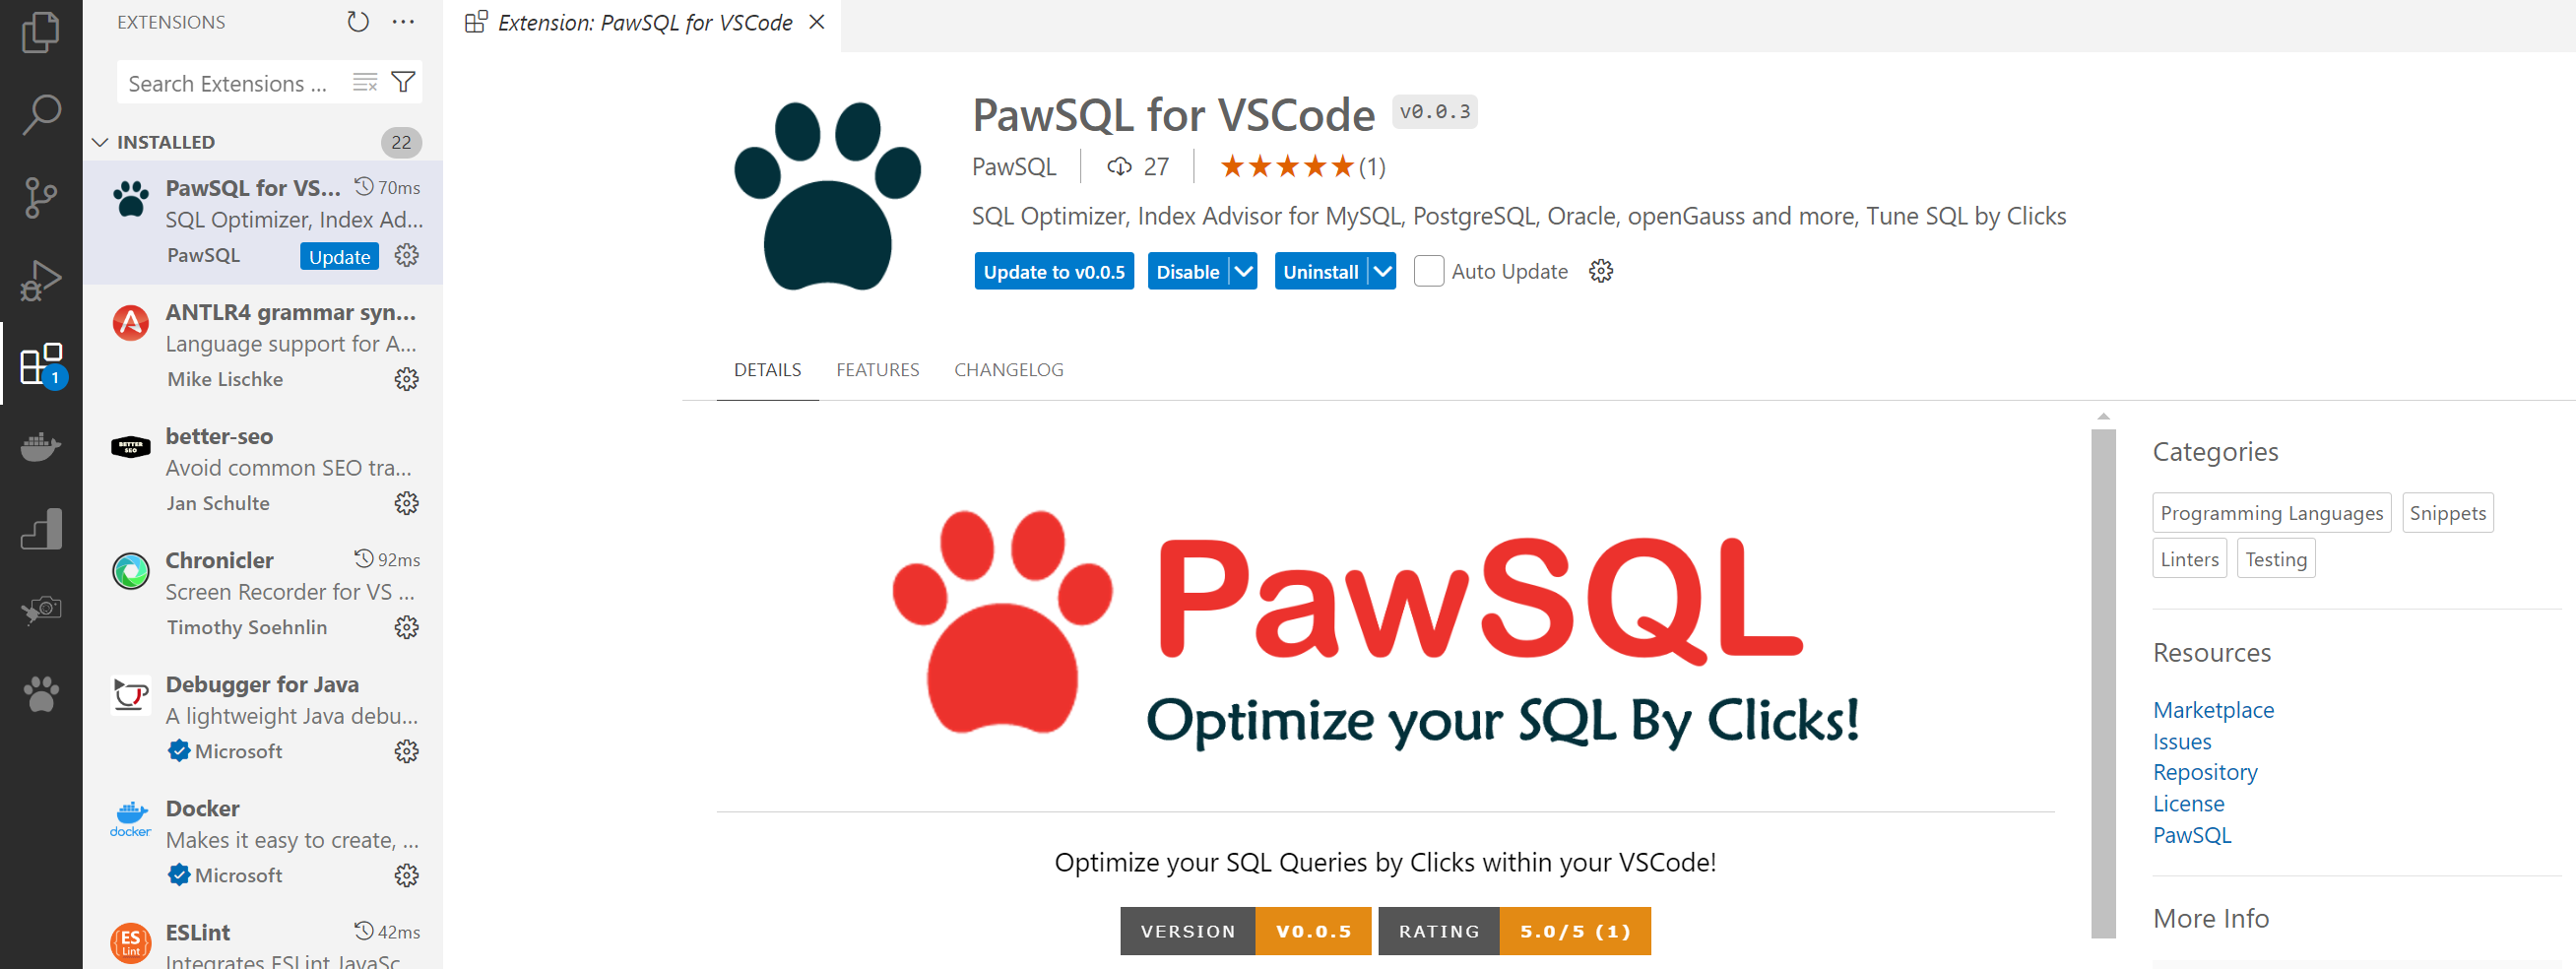 EXTENSIONS
Search Extensions ...
INSTALLED 22
PawSQL for VS... 70ms
SQL Optimizer, Index Ad...
PawSQL Update
ANTLR4 grammar syn...
Language support for A...
Mike Lischke
BETTER SEO
better-seo
Avoid common SEO tra...
Jan Schulte
Chronicler 92ms
Screen Recorder for VS ...
Timothy Soehnlin
Debugger for Java
A lightweight Java debu...
Microsoft
docker
Docker
Makes it easy to create, ...
Microsoft
ES Lint
ESLint 42ms
Integrates ESLint JavaSc...
1
Extension: PawSQL for VSCode
PawSQL for VSCode v0.0.3
PawSQL 27 (1)
SQL Optimizer, Index Advisor for MySQL, PostgreSQL, Oracle, openGauss and more, Tune SQL by Clicks
Update to v0.0.5 Disable Uninstall Auto Update
DETAILS FEATURES CHANGELOG
PawSQL
Optimize your SQL By Clicks!
Optimize your SQL Queries by Clicks within your VSCode!
VERSION V0.0.5 RATING 5.0/5 (1)
Categories
Programming Languages Snippets
Linters Testing
Resources
Marketplace
Issues
Repository
License
PawSQL
More Info